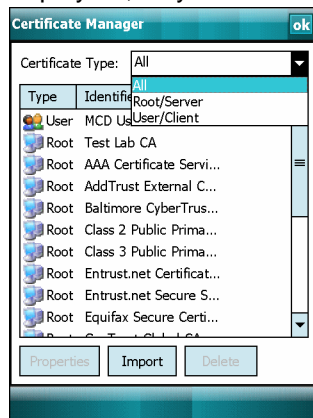 Certificate Manager ok
Certificate Type: All
All
Root/Server
User/Client
Type Identifie
User MCD Us
Root Test Lab CA
Root AAA Certificate Servi...
Root AddTrust External C...
Root Baltimore CyberTrus...
Root Class 2 Public Prima...
Root Class 3 Public Prima...
Root Entrust.net Certificat...
Root Entrust.net Secure S...
Root Equifax Secure Certi...
Properties Import Delete